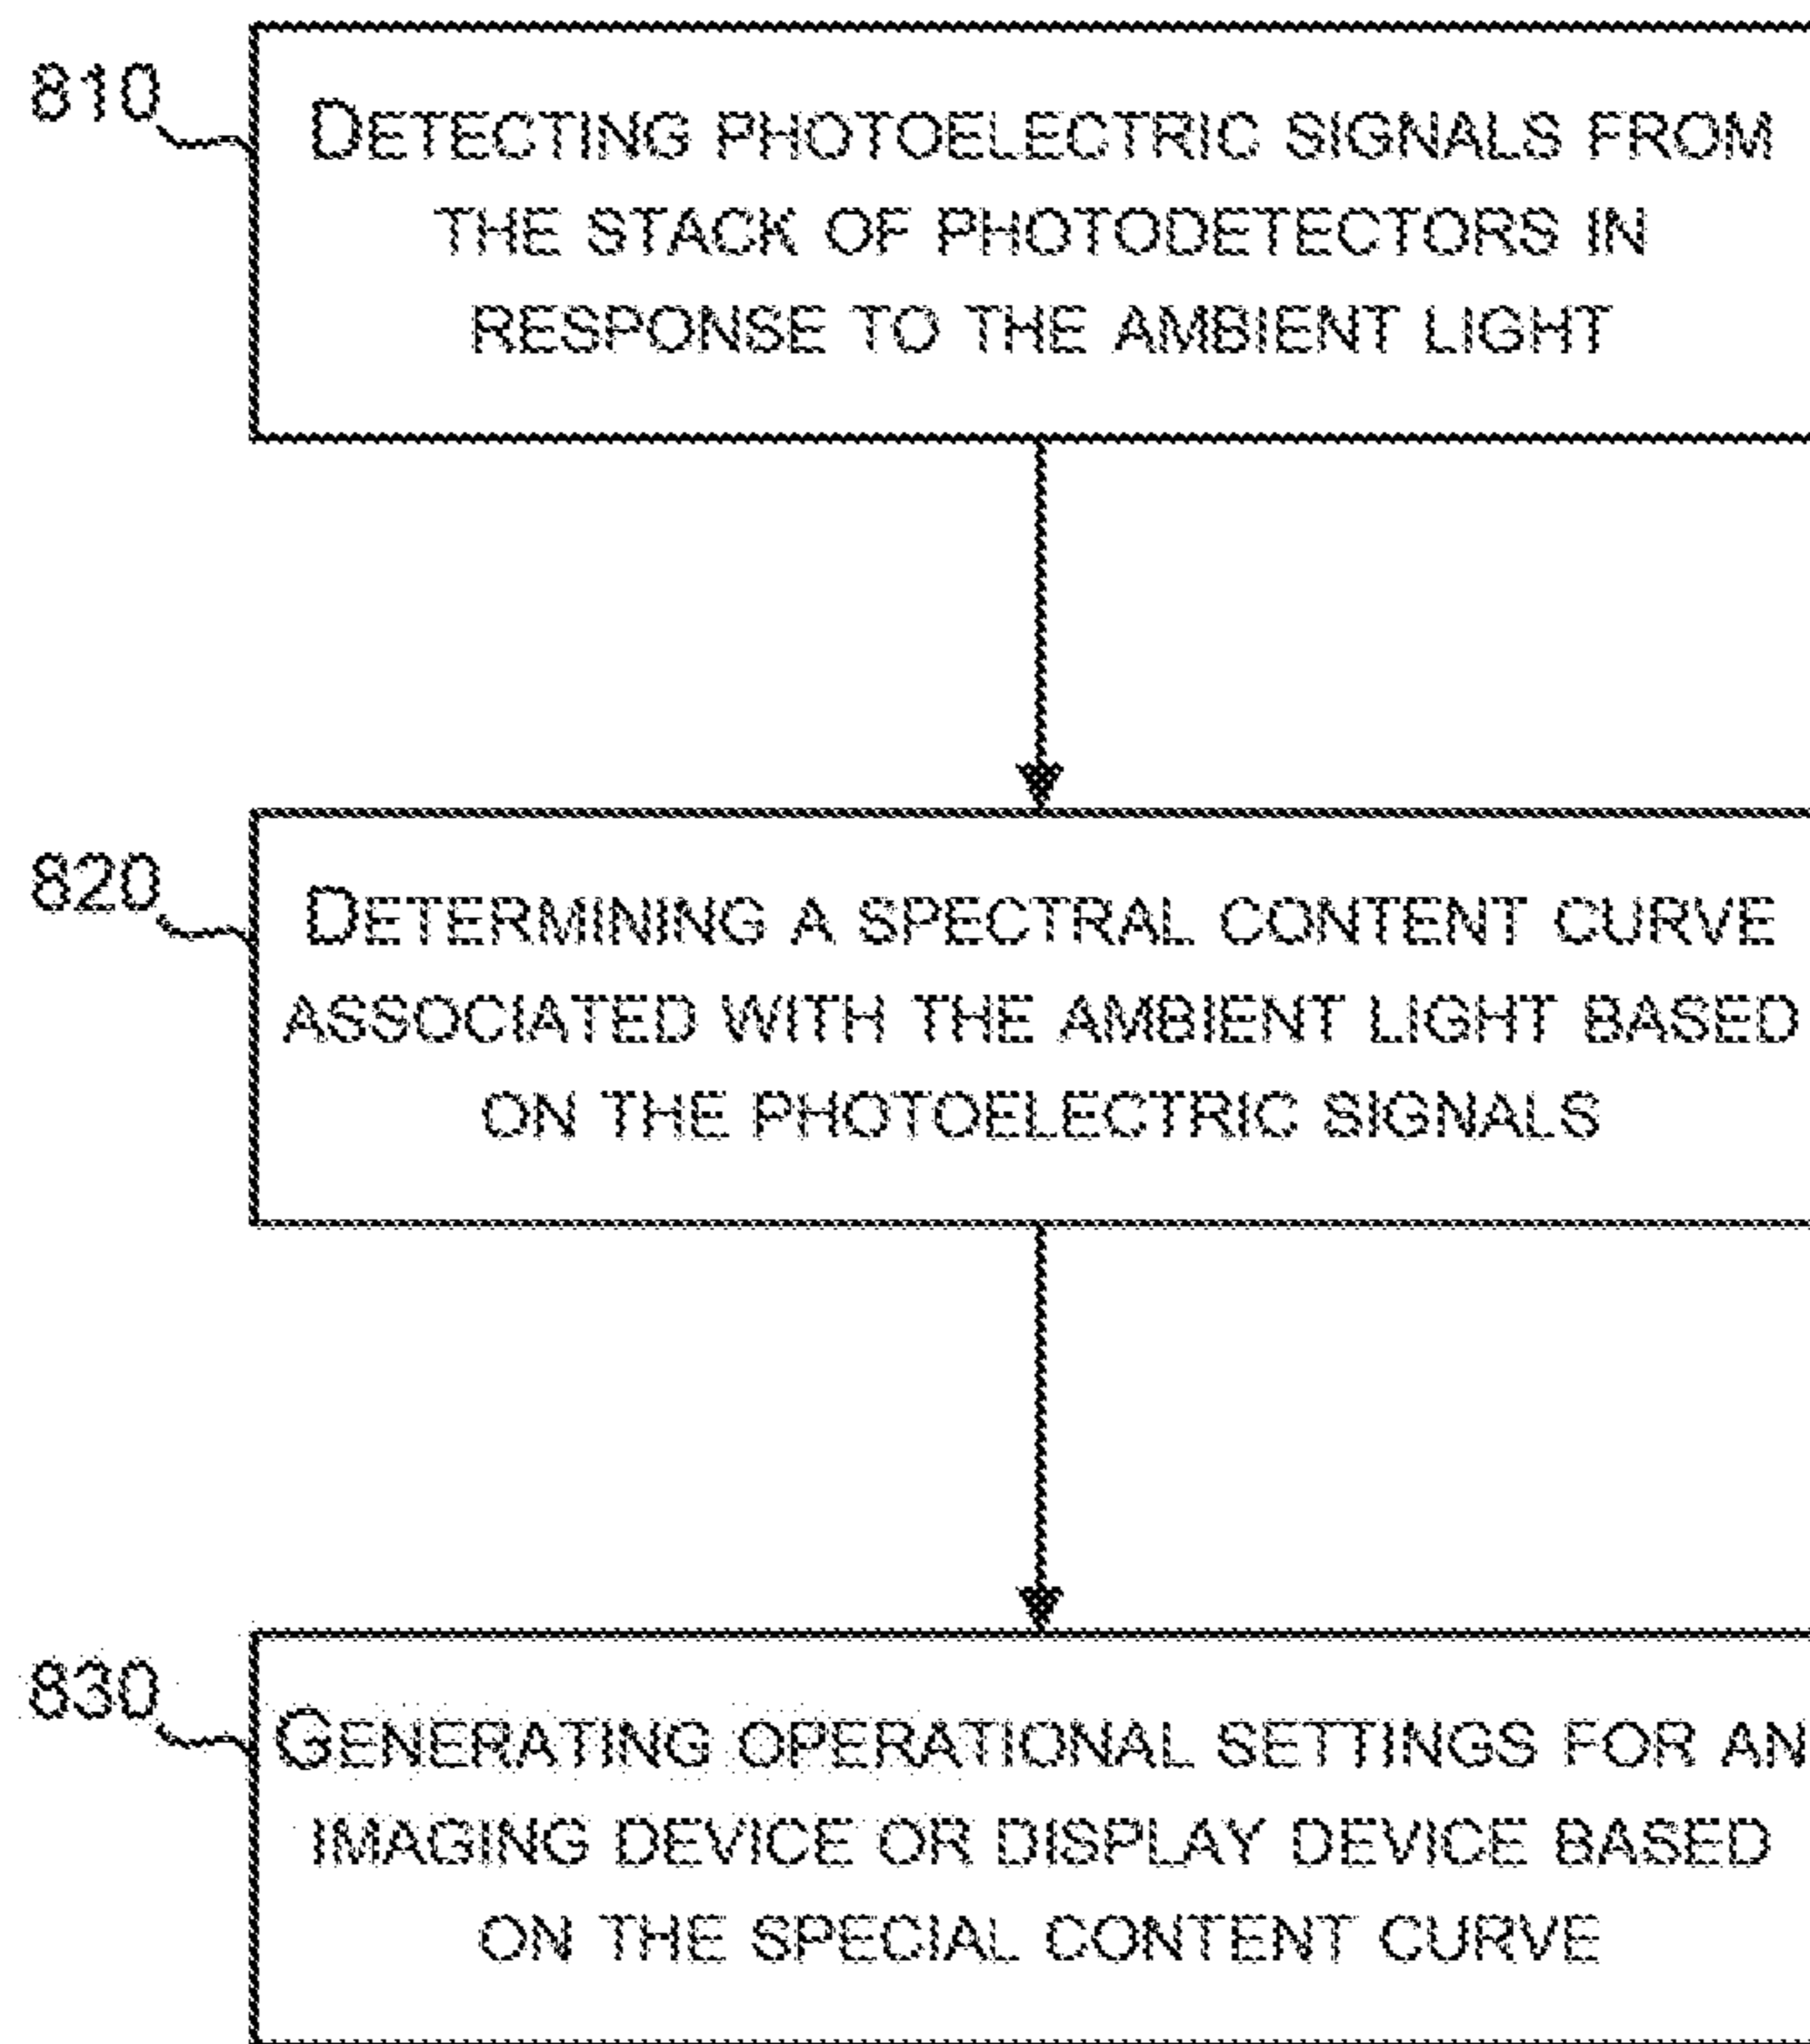 810
DETECTING PHOTOELECTRIC SIGNALS FROM
THE STACK OF PHOTODETECTORS IN
RESPONSE TO THE AMBIENT LIGHT
820
DETERMINING A SPECTRAL CONTENT CURVE
ASSOCIATED WITH THE AMBIENT LIGHT BASED
ON THE PHOTOELECTRIC SIGNALS
830
GENERATING OPERATIONAL SETTINGS FOR AN
IMAGING DEVICE OR DISPLAY DEVICE BASED
ON THE SPECIAL CONTENT CURVE